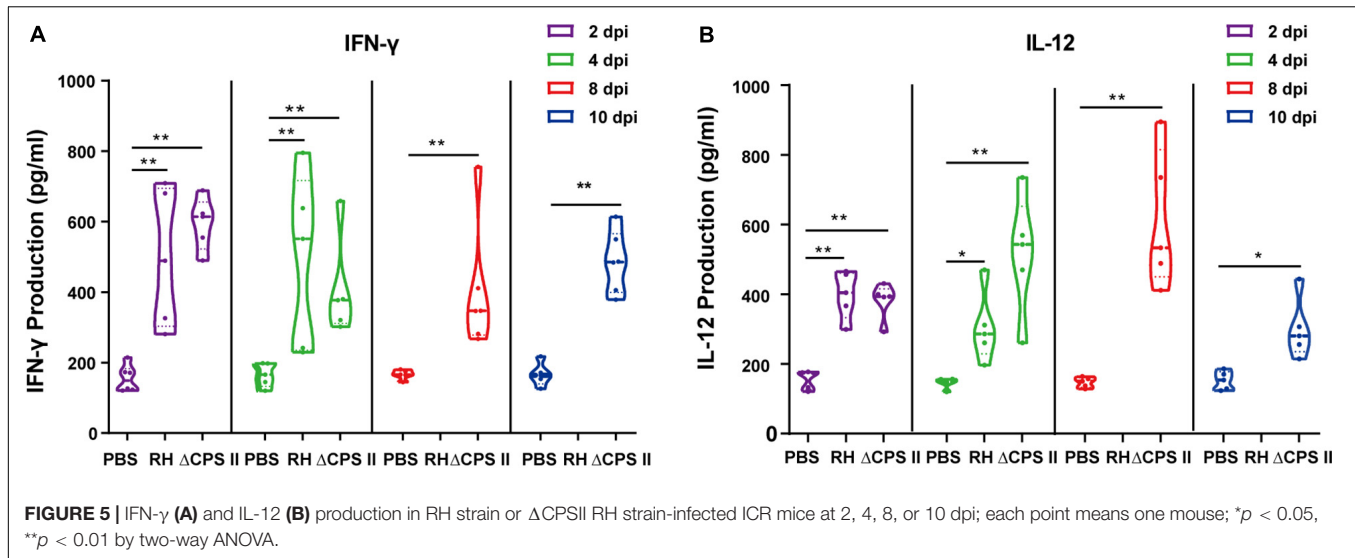 A
IFN-γ
2 dpi
4 dpi
8 dpi
10 dpi
IFN-γ Production (pg/ml)
1000
800
600
400
200
0
** ** ** ** ** **
PBS RH ΔCPS II PBS RH ΔCPS II PBS RH ΔCPS II PBS RH ΔCPS II
B
IL-12
2 dpi
4 dpi
8 dpi
10 dpi
IL-12 Production (pg/ml)
1000
800
600
400
200
0
** ** * ** ** *
PBS RH ΔCPS II PBS RH ΔCPS II PBS RHΔCPS II PBS RH ΔCPS II
FIGURE 5 | IFN-γ (A) and IL-12 (B) production in RH strain or ΔCPSII RH strain-infected ICR mice at 2, 4, 8, or 10 dpi; each point means one mouse; *p < 0.05,
**p < 0.01 by two-way ANOVA.